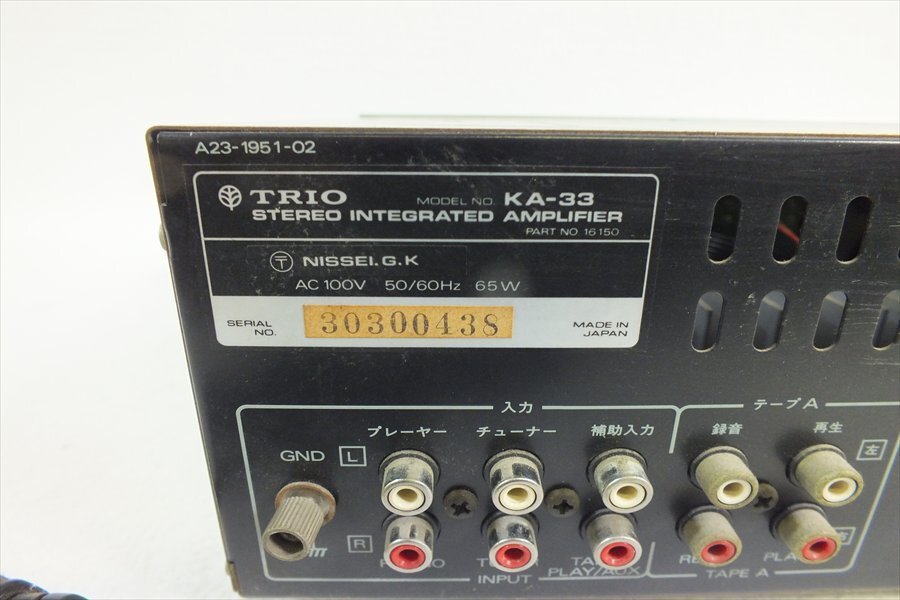 A23-1951-02
TRIO MODEL NO. KA-33
STEREO INTEGRATED AMPLIFIER
PART NO. 16150
〒 NISSEI.G.K
AC 100V 50/60Hz 65W
SERIAL NO. 30300438 MADE IN JAPAN
入力 テープA
プレーヤー チューナー 補助入力 録音 再生
GND L 左
R
INPUT PLAY/AUX TAPE A